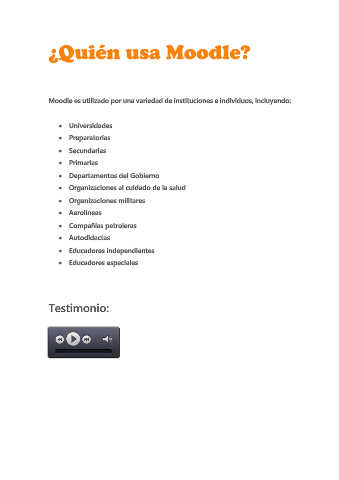 ¿Quién usa Moodle?
Moodle es utilizado por una variedad de instituciones e individuos, incluyendo:
• Universidades
• Preparatorias
• Secundarias
• Primarias
• Departamentos del Gobierno
• Organizaciones al cuidado de la salud
• Organizaciones militares
• Aerolíneas
• Compañías petroleras
• Autodidactas
• Educadores independientes
• Educadores especiales
Testimonio: